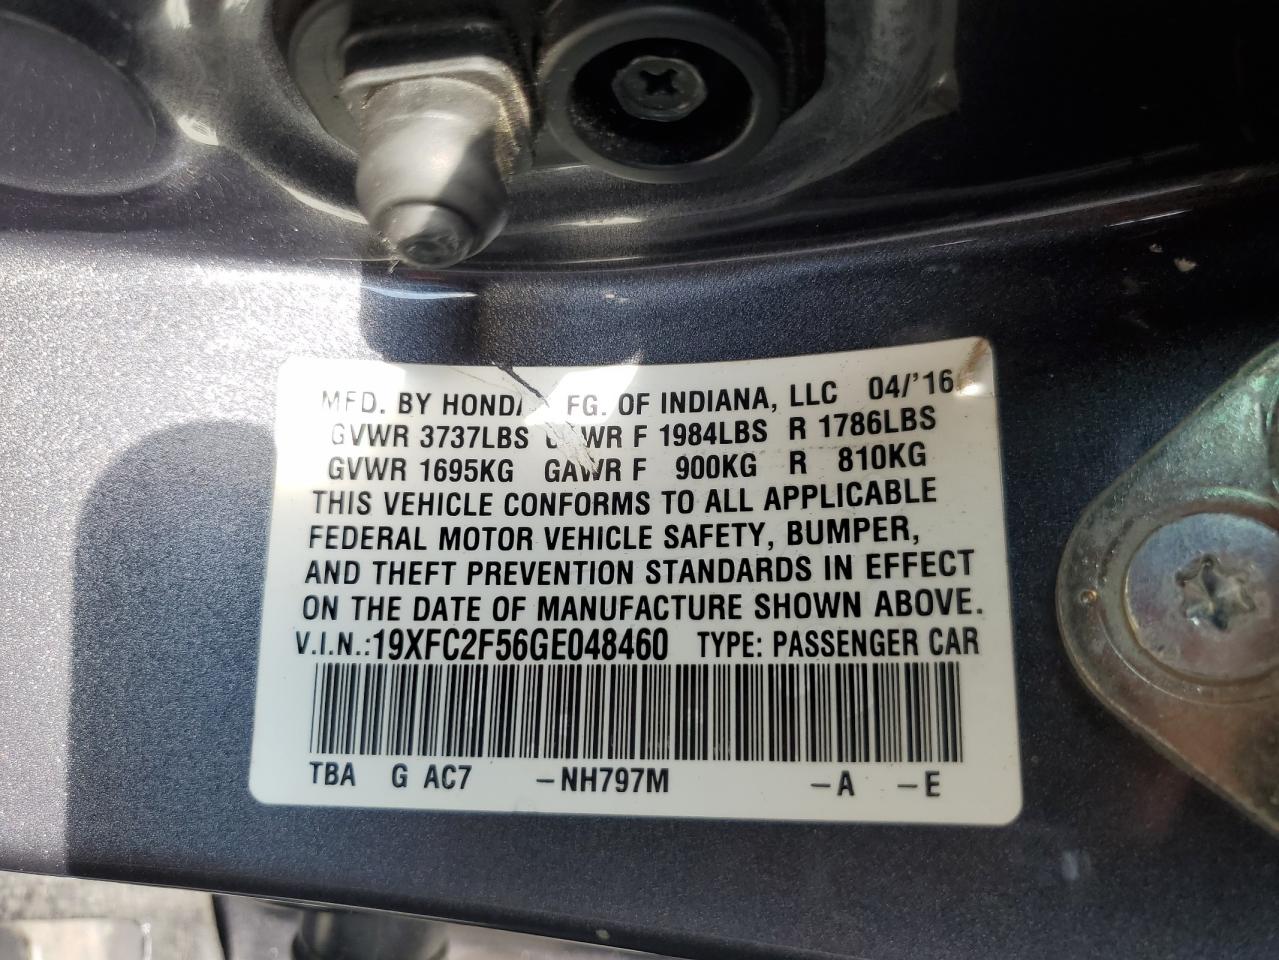 MFD. BY FG. OF INDIANA, LLC 04/'16
GVWR 3737LBS WR F 1984LBS R 1786LBS
GVWR 1695KG GAWR F 900KG R 810KG
THIS VEHICLE CONFORMS TO ALL APPLICABLE
FEDERAL MOTOR VEHICLE SAFETY, BUMPER,
AND THEFT PREVENTION STANDARDS IN EFFECT
ON THE DATE OF MANUFACTURE SHOWN ABOVE.
V.I.N.:19XFC2F56GE048460 TYPE: PASSENGER CAR
TBA G AC7 –NH797M –A –E